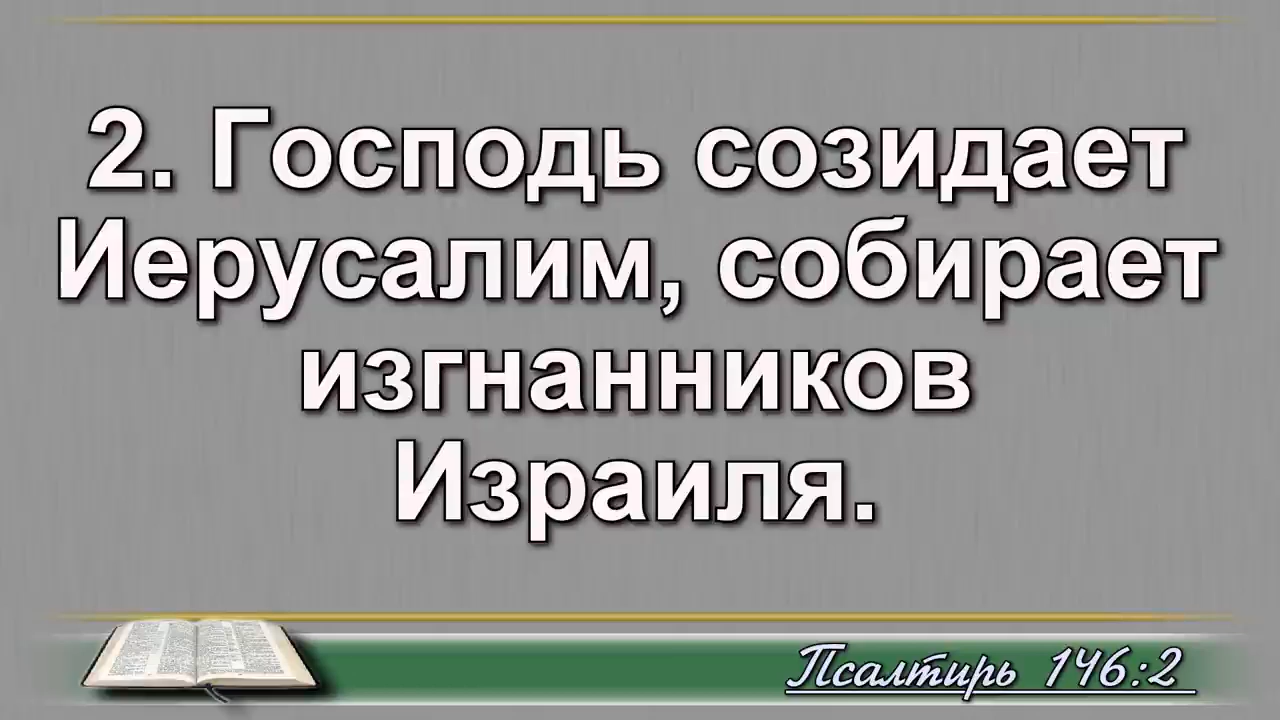 2. Господь созидает
Иерусалим, собирает
изгнанников
Израиля.
Псалтирь 146:2